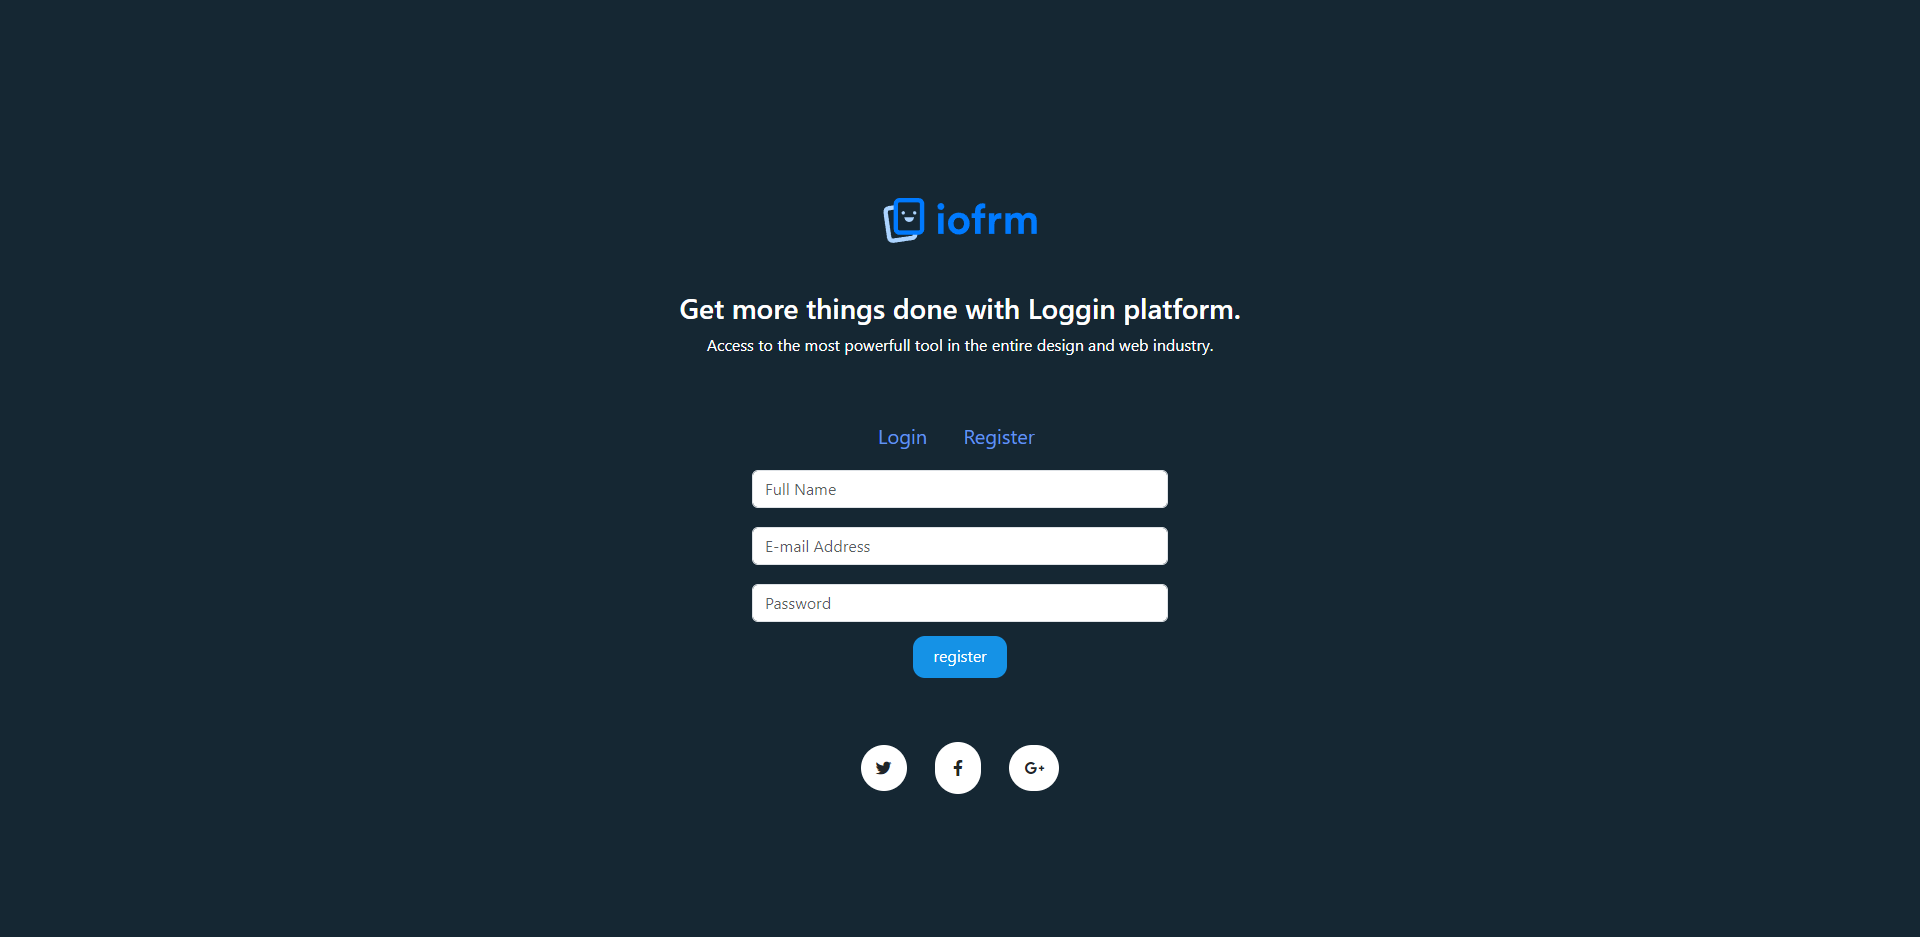 iofrm
Get more things done with Loggin platform.
Access to the most powerfull tool in the entire design and web industry.
Login Register
Full Name
E-mail Address
Password
register
G+